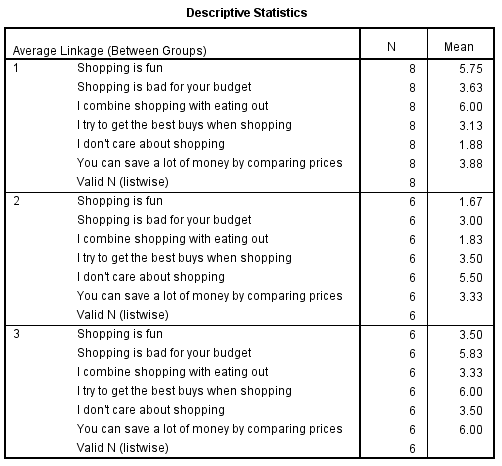 Descriptive Statistics
Average Linkage (Between Groups) N Mean
1 Shopping is fun 8 5.75
Shopping is bad for your budget 8 3.63
I combine shopping with eating out 8 6.00
I try to get the best buys when shopping 8 3.13
I don't care about shopping 8 1.88
You can save a lot of money by comparing prices 8 3.88
Valid N (listwise) 8
2 Shopping is fun 6 1.67
Shopping is bad for your budget 6 3.00
I combine shopping with eating out 6 1.83
I try to get the best buys when shopping 6 3.50
I don't care about shopping 6 5.50
You can save a lot of money by comparing prices 6 3.33
Valid N (listwise) 6
3 Shopping is fun 6 3.50
Shopping is bad for your budget 6 5.83
I combine shopping with eating out 6 3.33
I try to get the best buys when shopping 6 6.00
I don't care about shopping 6 3.50
You can save a lot of money by comparing prices 6 6.00
Valid N (listwise) 6